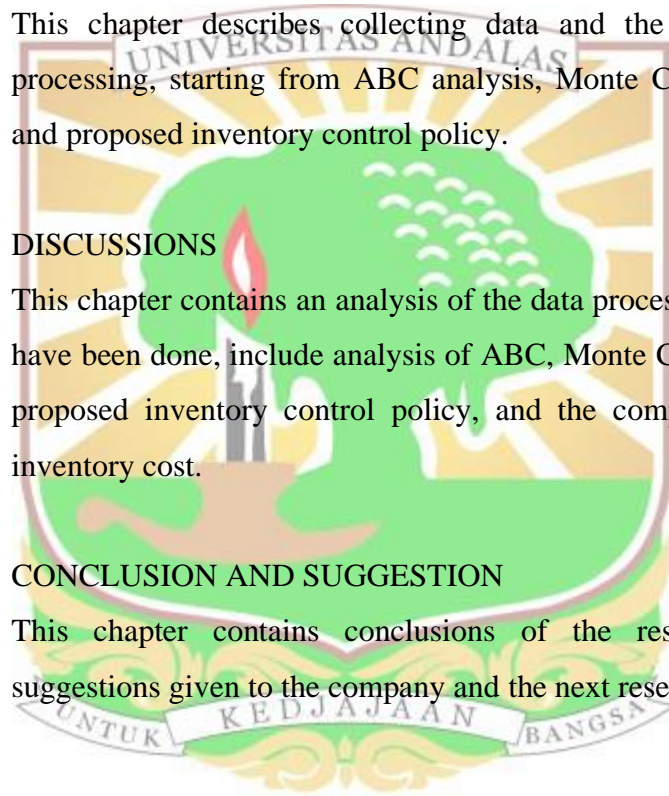 This chapter describes collecting data and the
UNIVERSITAS ANDALAS
processing, starting from ABC analysis, Monte C
and proposed inventory control policy.
DISCUSSIONS
This chapter contains an analysis of the data proces
have been done, include analysis of ABC, Monte C
proposed inventory control policy, and the com
inventory cost.
CONCLUSION AND SUGGESTION
This chapter contains conclusions of the res
suggestions given to the company and the next rese
UNTUK KEDJAJAAN BANGSA